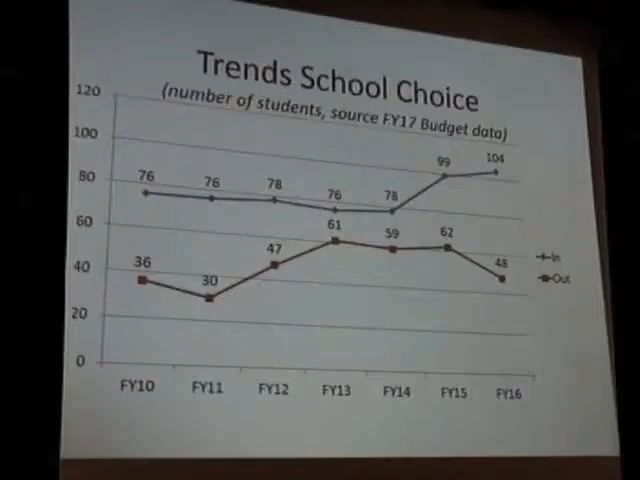 Trends School Choice
(number of students, source FY17 Budget data)
120
100
80
60
40
20
0
76 76 78 76 78 99 104
36 30 47 61 59 62 48
In
Out
FY10 FY11 FY12 FY13 FY14 FY15 FY16